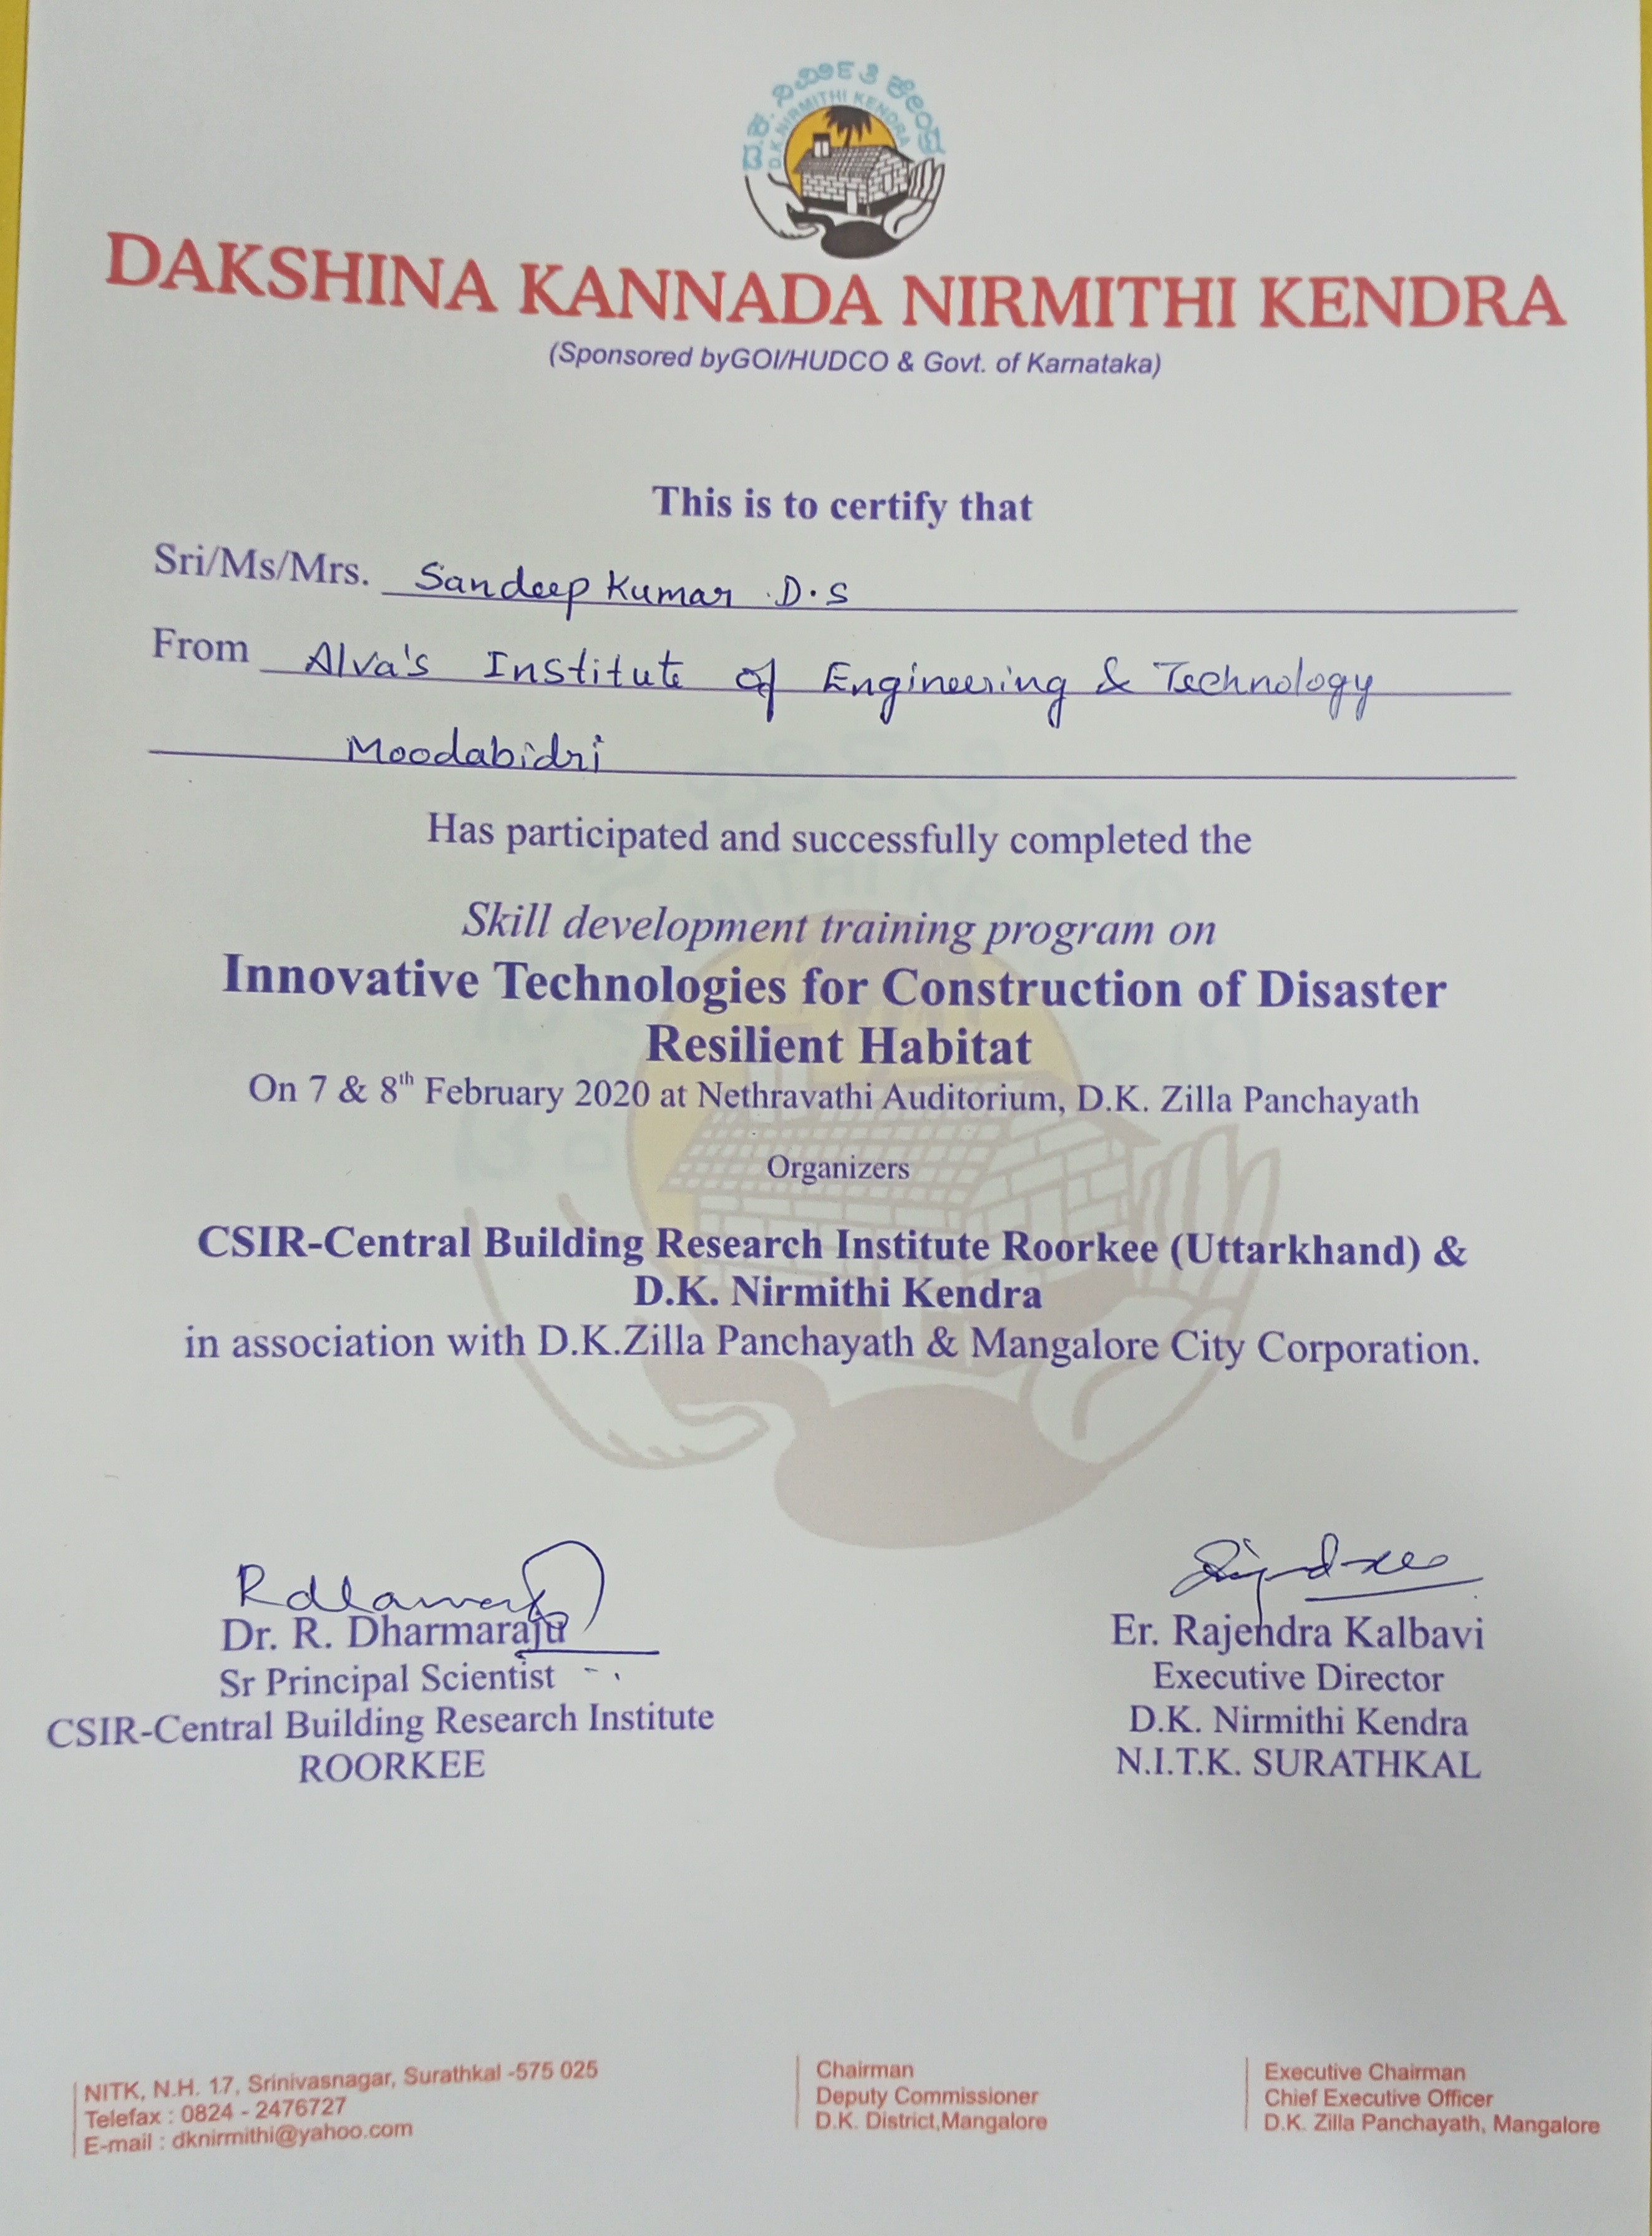 ದ.ಕ. ನಿರ್ಮಿತಿ ಕೇಂದ್ರ
D.K. NIRMITHI KENDRA
DAKSHINA KANNADA NIRMITHI KENDRA
(Sponsored byGOI/HUDCO & Govt. of Karnataka)
This is to certify that
Sri/Ms/Mrs. Sandeep Kumar D.S
From Alva's Institute of Engineering & Technology
Moodabidri
Has participated and successfully completed the
Skill development training program on
Innovative Technologies for Construction of Disaster
Resilient Habitat
On 7 & 8th February 2020 at Nethravathi Auditorium, D.K. Zilla Panchayath
Organizers
CSIR-Central Building Research Institute Roorkee (Uttarkhand) &
D.K. Nirmithi Kendra
in association with D.K.Zilla Panchayath & Mangalore City Corporation.
Dr. R. Dharmaraju
Sr Principal Scientist
CSIR-Central Building Research Institute
ROORKEE
Er. Rajendra Kalbavi
Executive Director
D.K. Nirmithi Kendra
N.I.T.K. SURATHKAL
NITK, N.H. 17, Srinivasnagar, Surathkal -575 025
Telefax : 0824 - 2476727
E-mail : dknirmithi@yahoo.com
Chairman
Deputy Commissioner
D.K. District,Mangalore
Executive Chairman
Chief Executive Officer
D.K. Zilla Panchayath, Mangalore